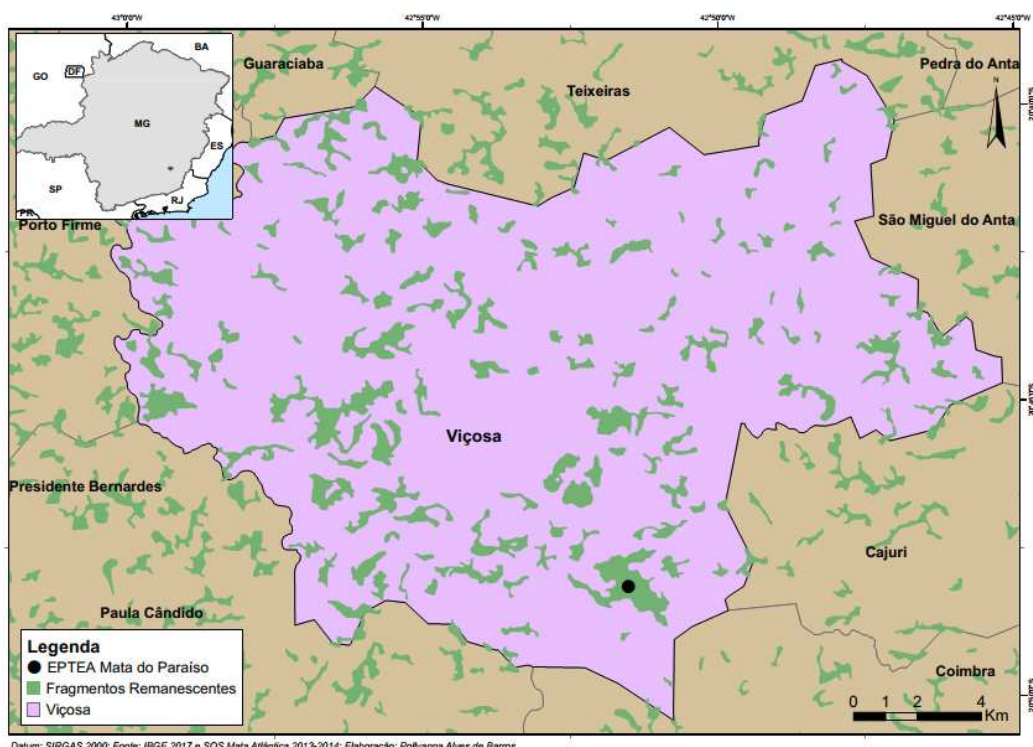 43°0'0"W 42°55'0"W 42°50'0"W 42°45'0"W
BA
GO
DF
MG
ES
SP
RJ
PR
Guaraciaba
Teixeiras
Pedra do Anta
N
Porto Firme
São Miguel do Anta
Viçosa
Presidente Bernardes
Cajuri
Paula Cândido
Coimbra
Legenda
EPTEA Mata do Paraíso
Fragmentos Remanescentes
Viçosa
0 1 2 4
Km
Datum: SIRGAS 2000; Fonte: IBGE 2017 e SOS Mata Atlântica 2013-2014; Elaboração: Pollyanna Alves de Barros